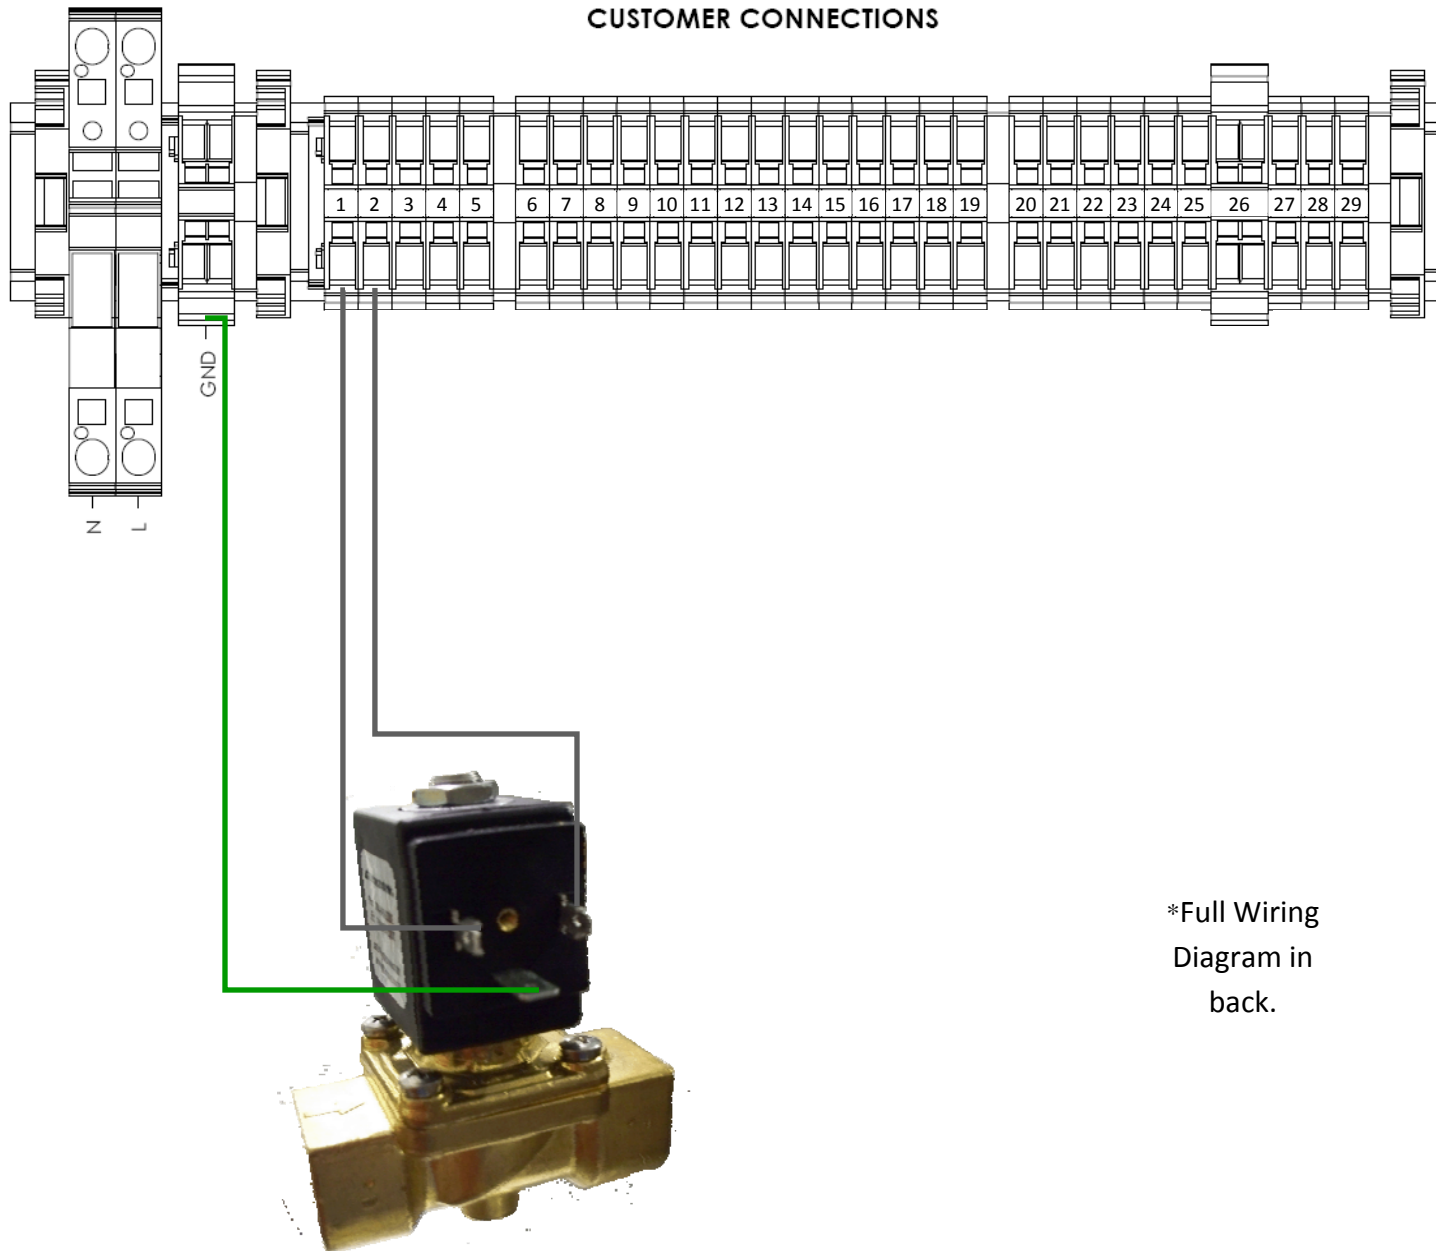 CUSTOMER CONNECTIONS
1 2 3 4 5 6 7 8 9 10 11 12 13 14 15 16 17 18 19 20 21 22 23 24 25 26 27 28 29
GND
N
L
*Full Wiring
Diagram in
back.